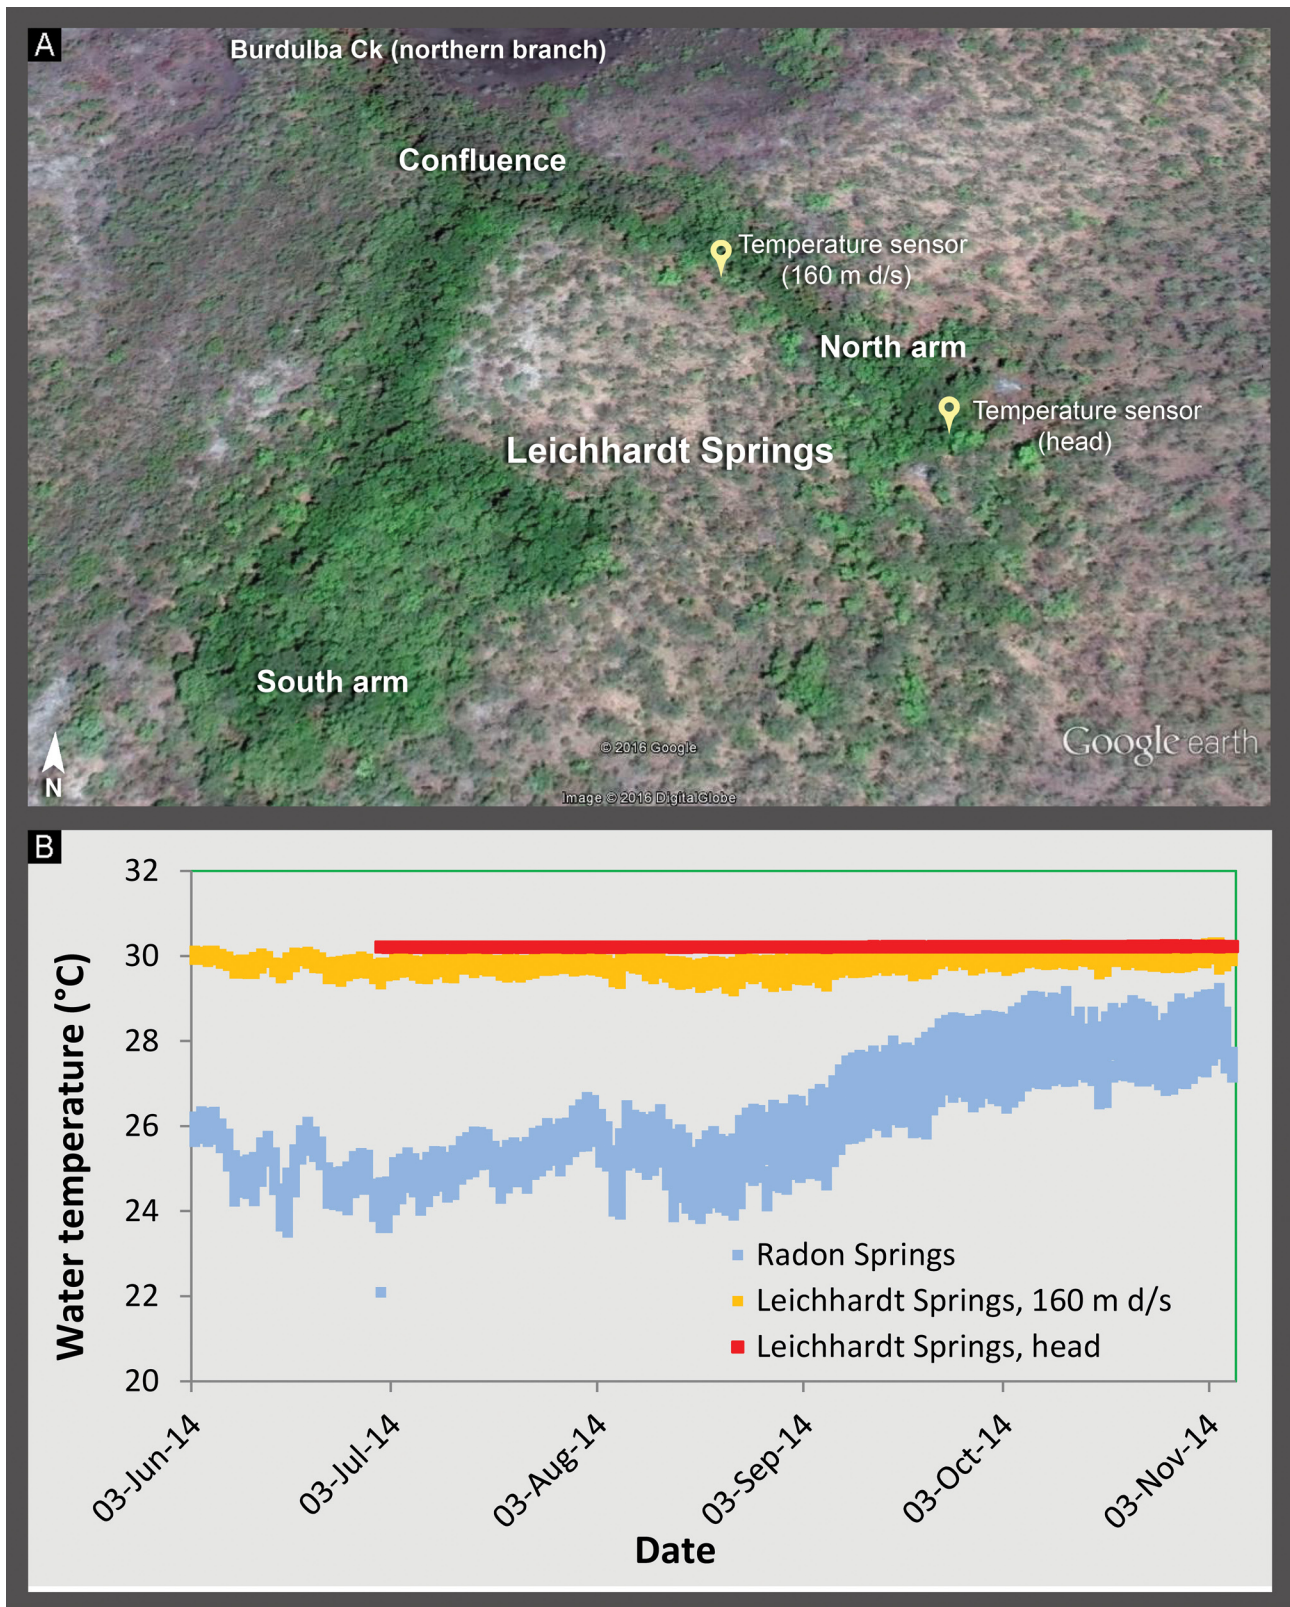 A
Burdulba Ck (northern branch)
Confluence
Temperature sensor
(160 m d/s)
North arm
Temperature sensor
(head)
Leichhardt Springs
South arm
N
© 2016 Google
Google earth
Image © 2016 DigitalGlobe
B
32
30
28
26
24
22
20
Water temperature (°C)
Radon Springs
Leichhardt Springs, 160 m d/s
Leichhardt Springs, head
03-Jun-14
03-Jul-14
03-Aug-14
03-Sep-14
03-Oct-14
03-Nov-14
Date